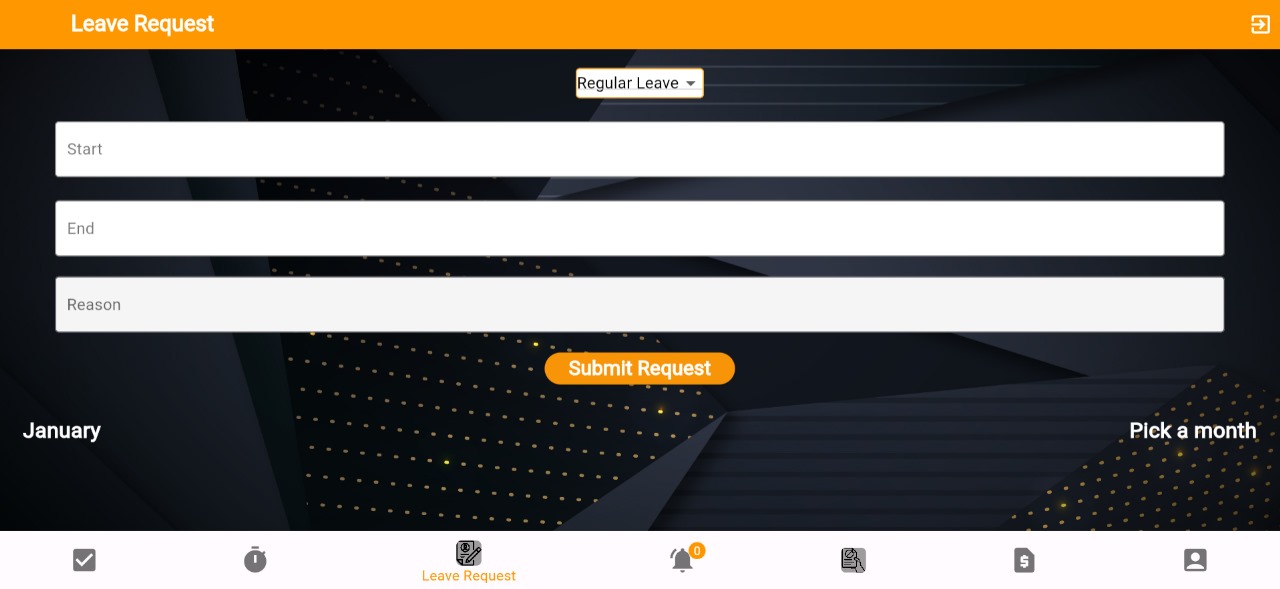 Leave Request
Regular Leave
Start
End
Reason
Submit Request
January
Pick a month
0
Leave Request